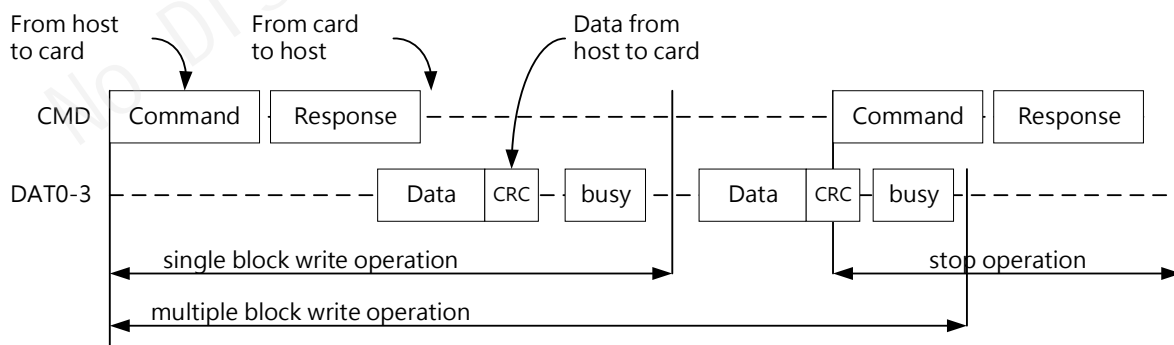 From host
to card
From card
to host
Data from
host to card
CMD
Command
Response
Command
Response
DAT0-3
Data
CRC
busy
Data
CRC
busy
single block write operation
stop operation
multiple block write operation